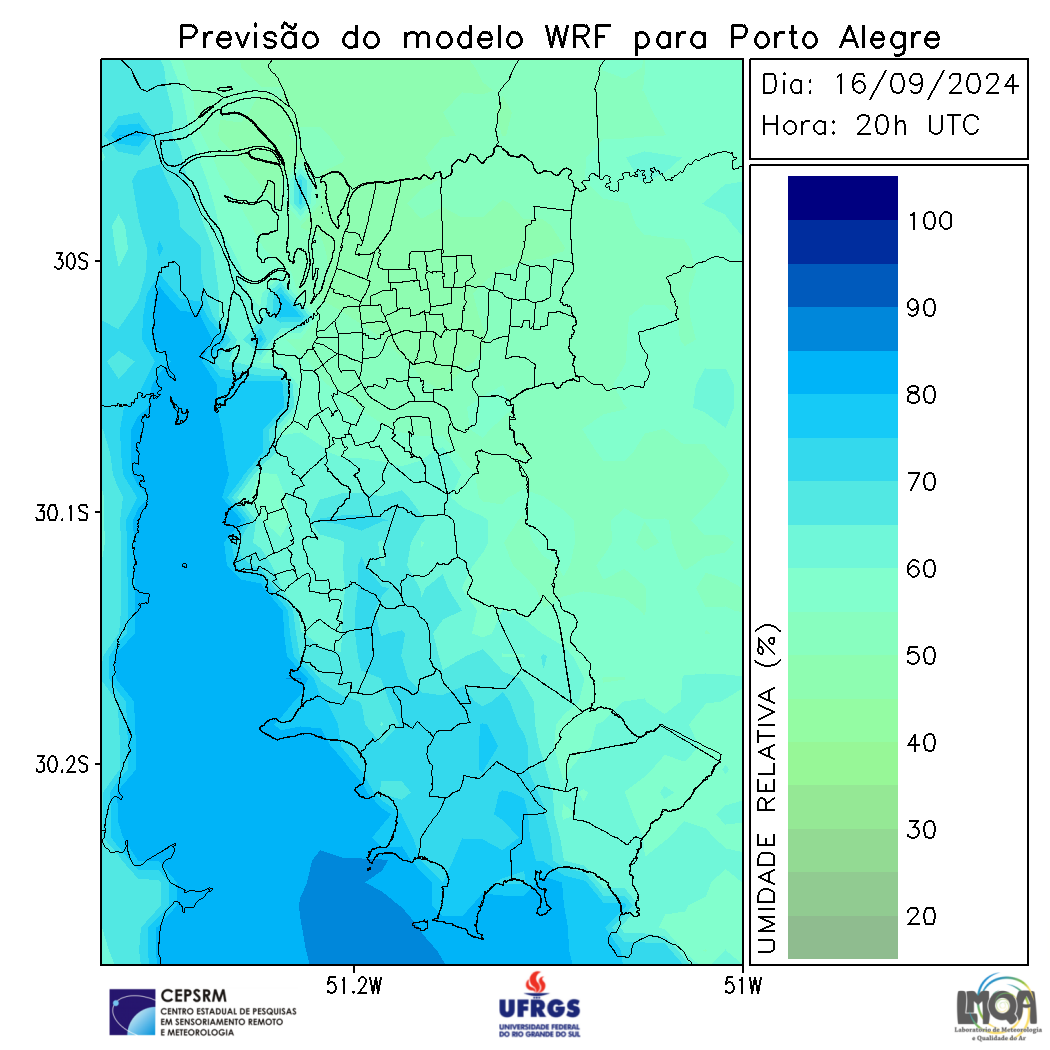 Previsão do modelo WRF para Porto Alegre
Dia: 16/09/2024
Hora: 20h UTC
30S
30.1S
30.2S
51.2W
51W
UMIDADE RELATIVA (%)
100
90
80
70
60
50
40
30
20
CEPSRM
CENTRO ESTADUAL DE PESQUISAS
EM SENSORIAMENTO REMOTO
E METEOROLOGIA
UFRGS
UNIVERSIDADE FEDERAL
DO RIO GRANDE DO SUL
LMQA
Laboratório de Meteorologia
e Qualidade do Ar